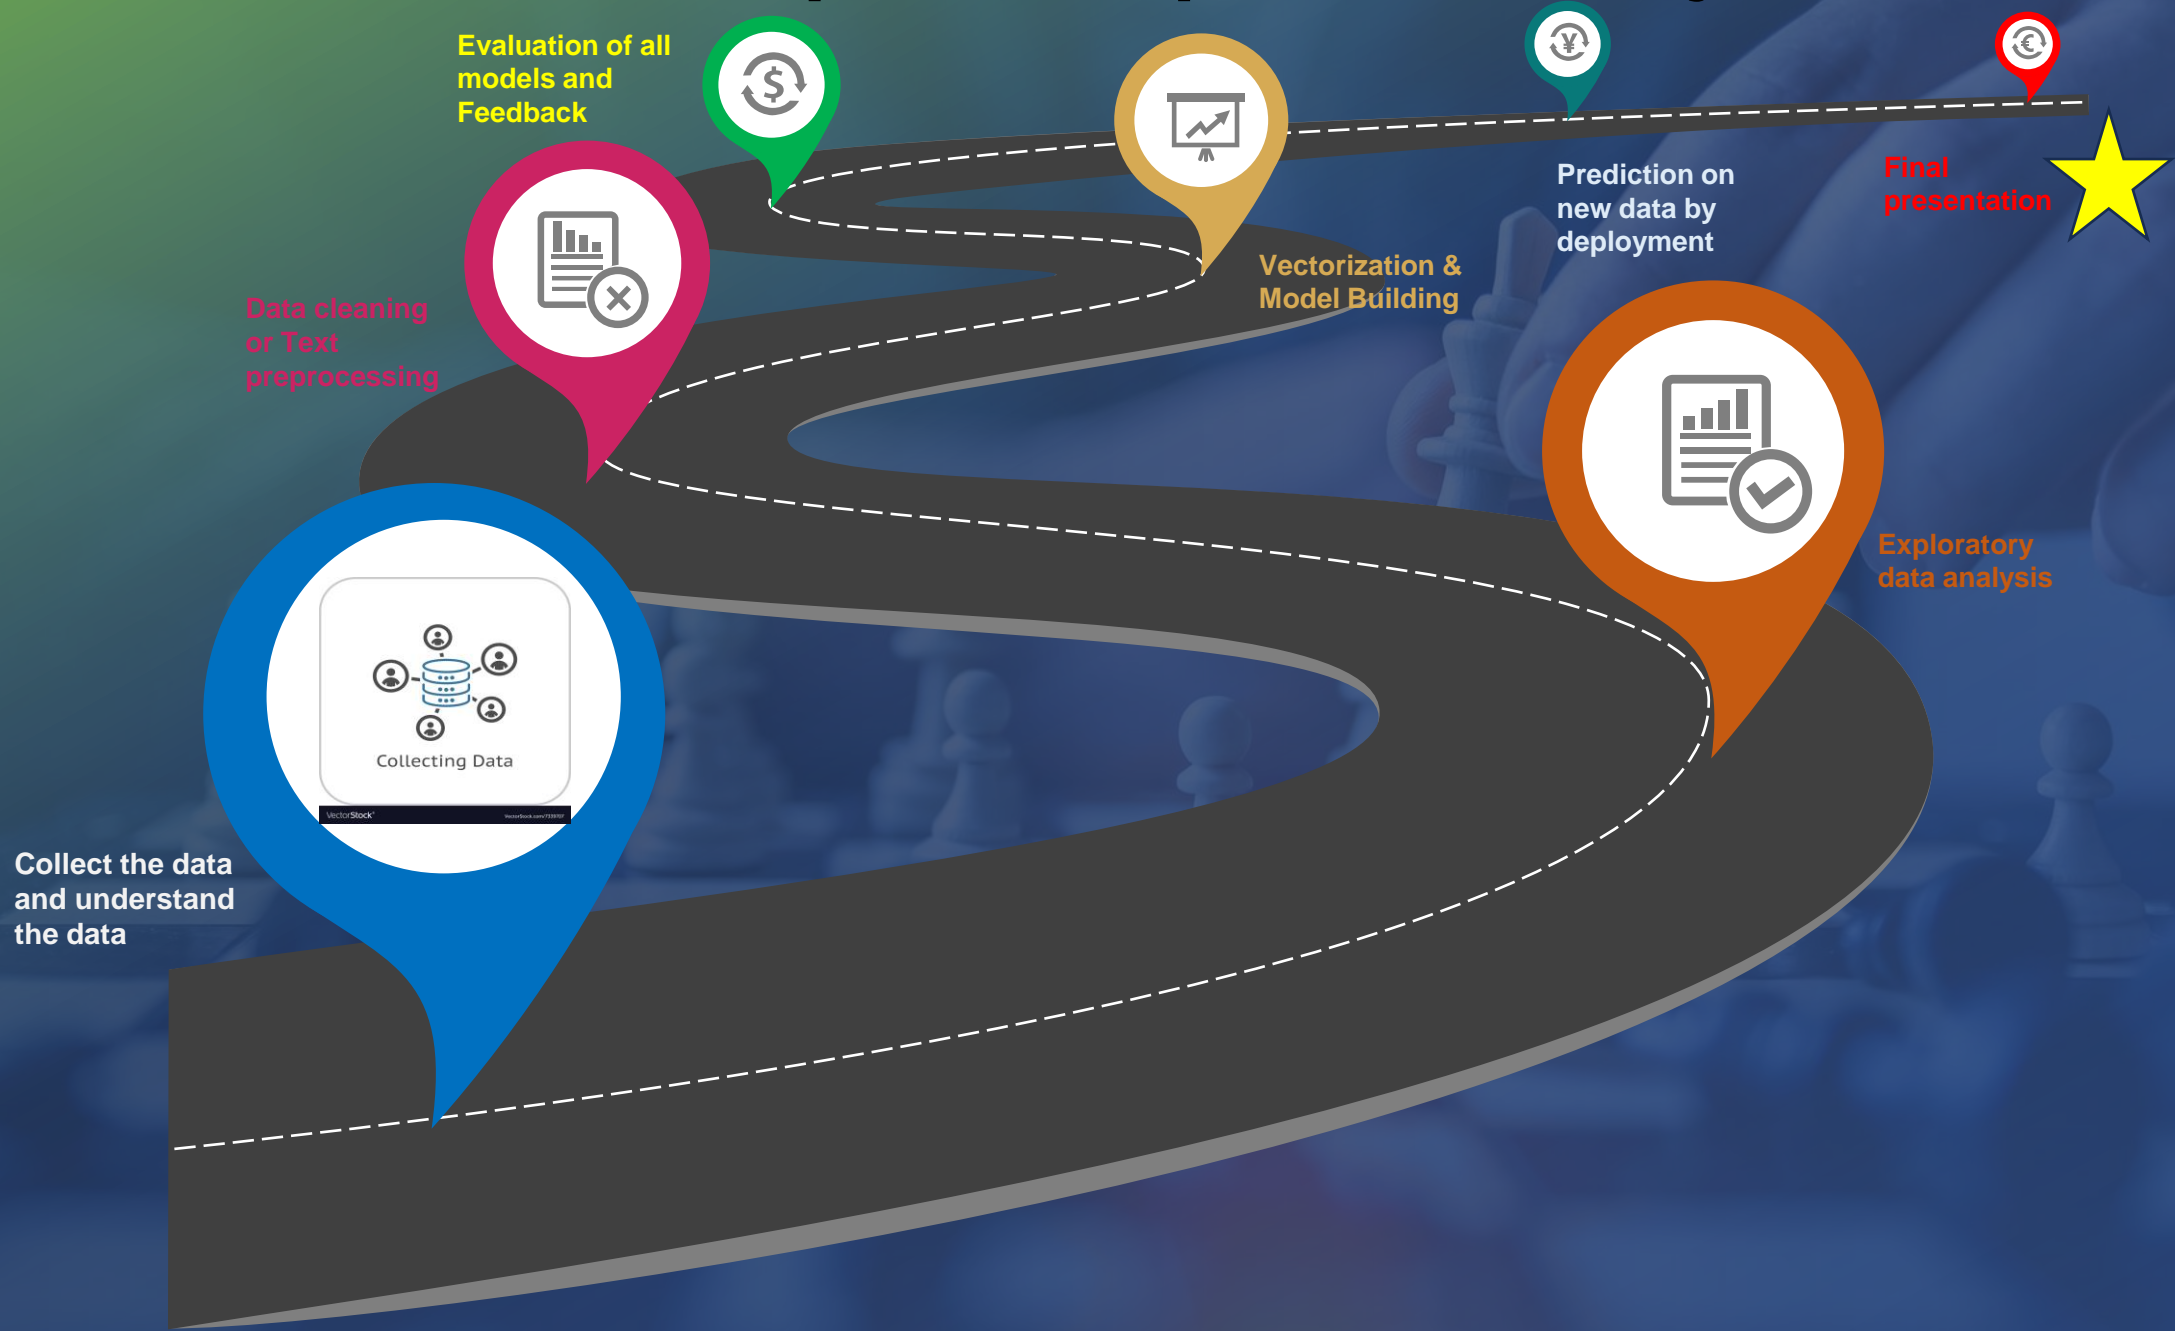 Evaluation of all
models and
Feedback
Prediction on
new data by
deployment
Final
presentation
Vectorization &
Model Building
Data cleaning
or Text
preprocessing
Exploratory
data analysis
Collecting Data
VectorStock®
Collect the data
and understand
the data